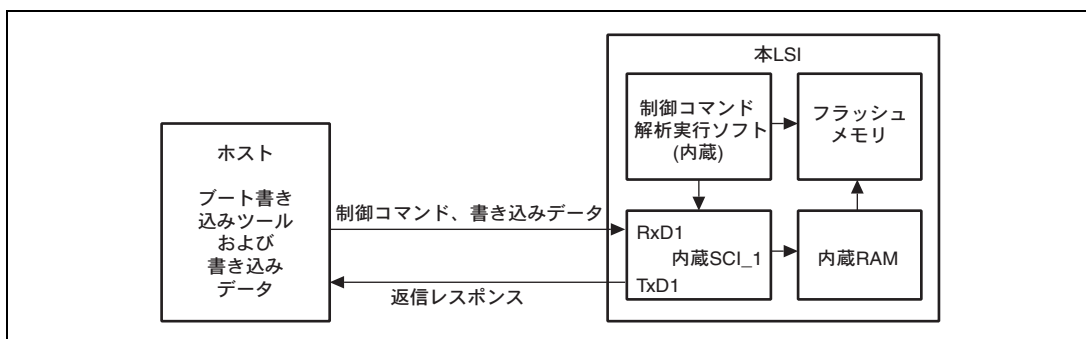 ホスト
ブート書き
込みツール
および
書き込み
データ
制御コマンド、書き込みデータ
返信レスポンス
本LSI
制御コマンド
解析実行ソフト
(内蔵)
フラッシュ
メモリ
RxD1
内蔵SCI_1
TxD1
内蔵RAM